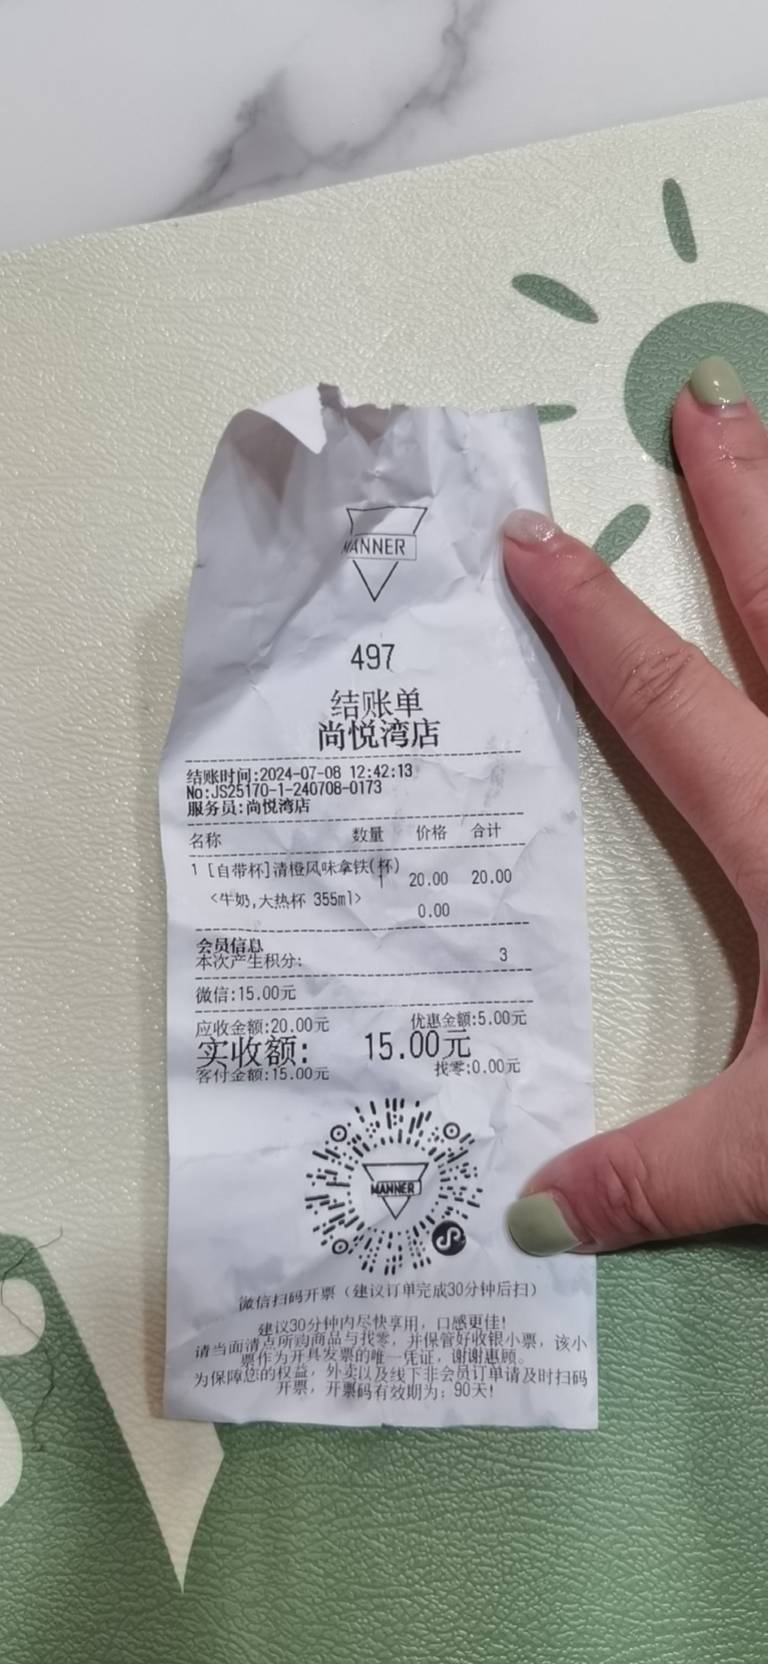 MANNER
497
结账单
尚悦湾店
结账时间:2024-07-08 12:42:13
No:JS25170-1-240708-0173
服务员:尚悦湾店
名称 数量 价格 合计
1 [自带杯]清橙风味拿铁(杯)
1 20.00 20.00
<牛奶,大热杯 355ml>
0.00
会员信息
本次产生积分: 3
微信:15.00元
应收金额:20.00元 优惠金额:5.00元
实收额: 15.00元
客付金额:15.00元 找零:0.00元
MANNER
微信扫码开票（建议订单完成30分钟后扫）
建议30分钟内尽快享用，口感更佳!
请当面清点所购商品与找零，并保管好收银小票，该小
票作为开具发票的唯一凭证，谢谢惠顾。
为保障您的权益，外卖以及线下非会员订单请及时扫码
开票，开票码有效期为：90天!